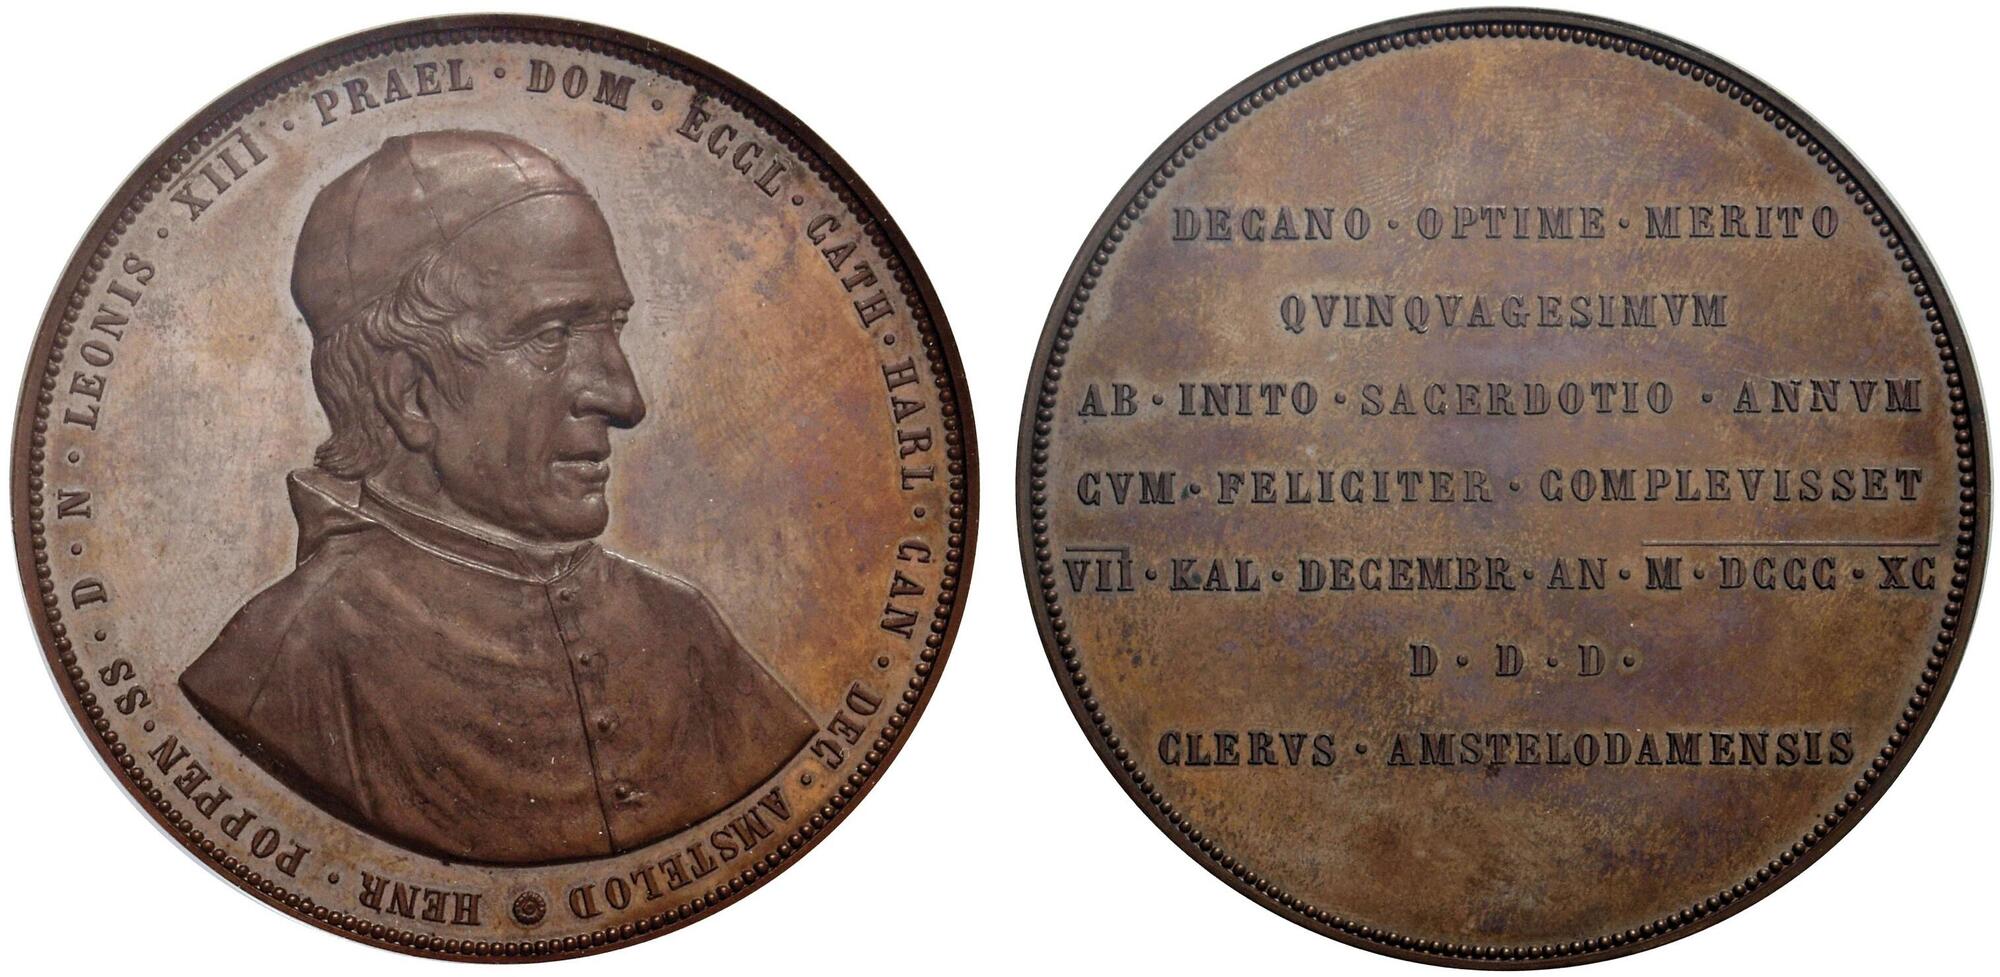 HENR · POPPEN · SS · D · N · LEONIS · XIII · PRAEL · DOM · ECCL · CATH · HARL · CAN · DEC · AMSTELOD
DECANO · OPTIME · MERITO
QVINQVAGESIMVM
AB · INITO · SACERDOTIO · ANNVM
CVM · FELICITER · COMPLEVISSET
VII · KAL · DECEMBR · AN · M · DCCC · XC
D · D · D ·
CLERVS · AMSTELODAMENSIS